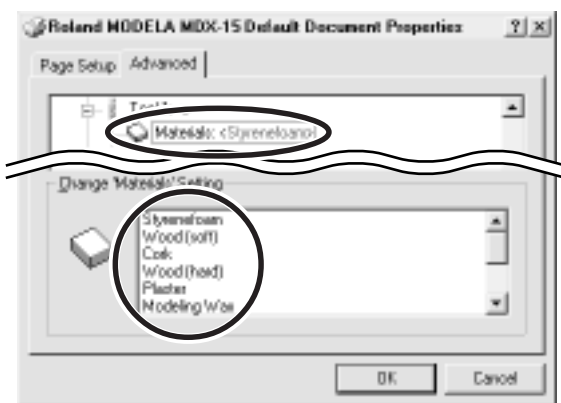 Roland MODELA MDX-15 Default Document Properties
Page Setup Advanced
Materials: <Styrenefoam>
Change 'Materials' Setting
Styrenefoam
Wood(soft)
Cork
Wood(hard)
Plaster
Modeling Wax
OK Cancel